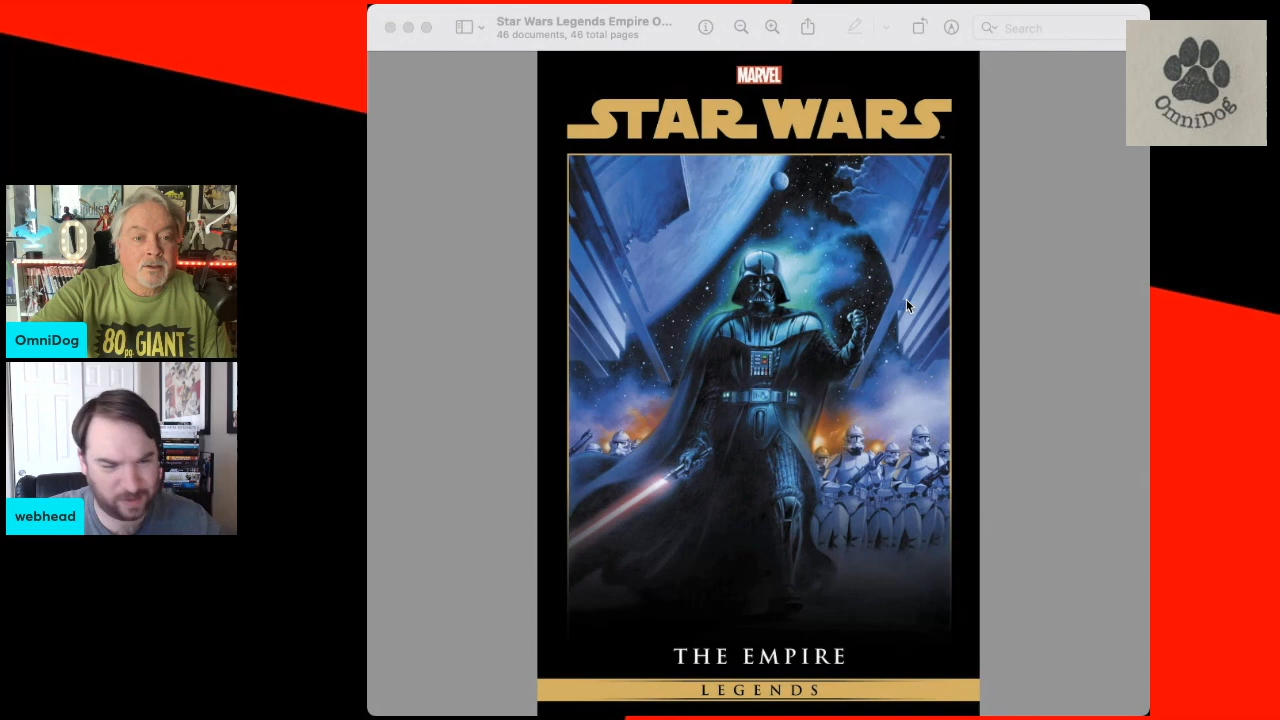 Star Wars Legends Empire O...
46 documents, 46 total pages
Search
MARVEL
STAR WARS
THE EMPIRE
LEGENDS
OmniDog
80pg. GIANT
OmniDog
webhead